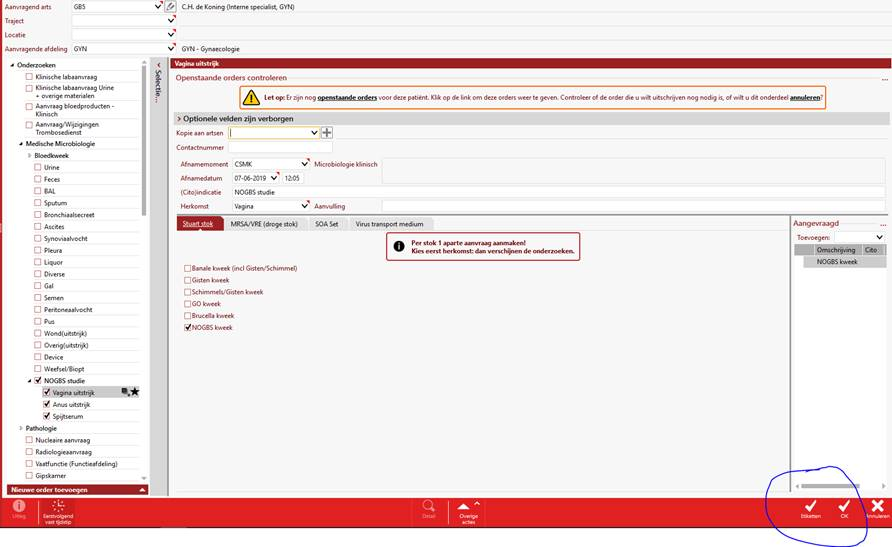 Aanvragend arts GB5 C.H. de Koning (Interne specialist, GYN)
Traject
Locatie
Aanvragende afdeling GYN GYN - Gynaecologie
Onderzoeken
Klinische labaanvraag
Klinische labaanvraag Urine
+ overige materialen
Aanvraag bloedproducten -
Klinisch
Aanvraag/Wijzigingen
Trombosedienst
Medische Microbiologie
Bloedkweek
Urine
Feces
BAL
Sputum
Bronchiaalsecreet
Ascites
Synoviaalvocht
Pleura
Liquor
Diverse
Gal
Semen
Peritoneaalvocht
Pus
Wond(uitstrijk)
Overig(uitstrijk)
Device
Weefsel/Biopt
NOGBS studie
Vagina uitstrijk
Anus uitstrijk
Spijtserum
Pathologie
Nucleaire aanvraag
Radiologieaanvraag
Vaatfunctie (Functieafdeling)
Gipskamer
Nieuwe order toevoegen
Selectie...
Vagina uitstrijk
Openstaande orders controleren ...
Let op: Er zijn nog openstaande orders voor deze patiënt. Klik op de link om deze orders weer te geven. Controleer of de order die u wilt uitschrijven nog nodig is, of wilt u dit onderdeel annuleren?
Optionele velden zijn verborgen
Kopie aan artsen
Contactnummer
Afnamemoment CSMK Microbiologie klinisch
Afnamedatum 07-06-2019 12:05
(Cito)indicatie NOGBS studie
Herkomst Vagina Aanvulling
Stuart stok MRSA/VRE (droge stok) SOA Set Virus transport medium
Per stok 1 aparte aanvraag aanmaken!
Kies eerst herkomst: dan verschijnen de onderzoeken.
Banale kweek (incl Gisten/Schimmel)
Gisten kweek
Schimmels/Gisten kweek
GO kweek
Brucella kweek
NOGBS kweek
Aangevraagd ...
Toevoegen:
Omschrijving Cito
NOGBS kweek
Uitleg
Eerstvolgend
vast tijdstip
Detail
Overige
acties
Etiketten
OK
Annuleren